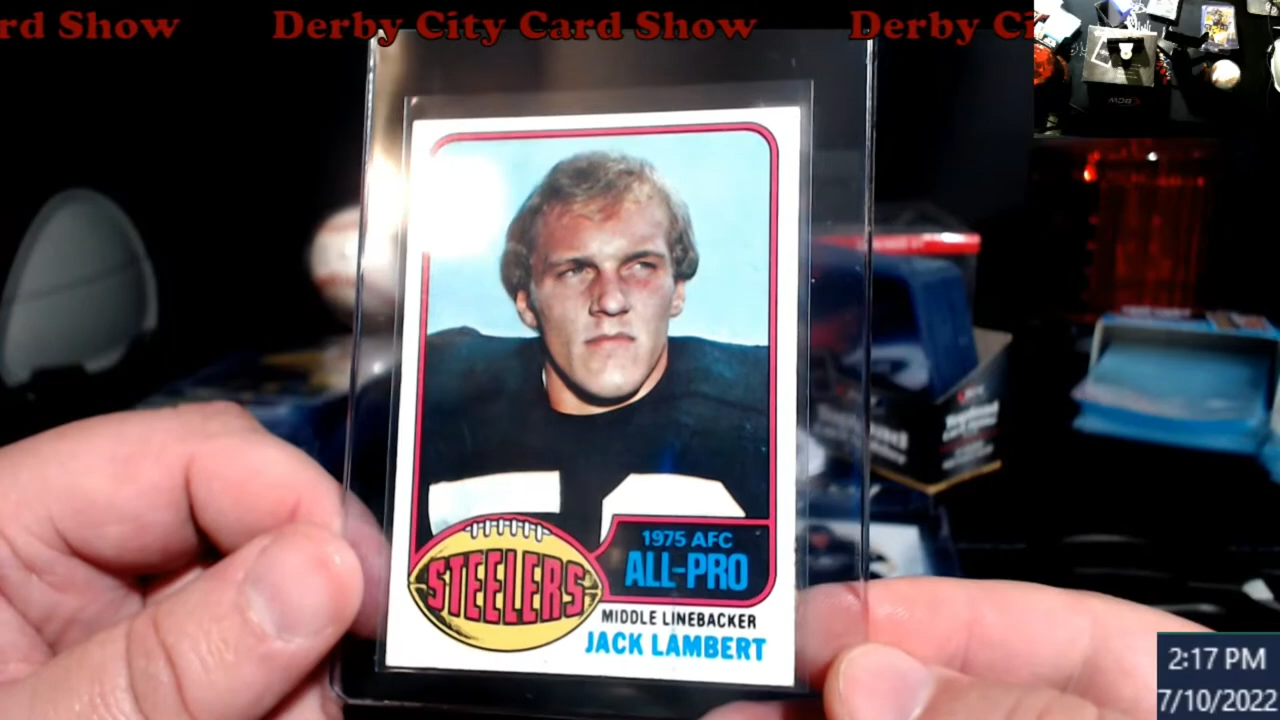 rd Show Derby City Card Show Derby Ci
1975 AFC
ALL-PRO
STEELERS
MIDDLE LINEBACKER
JACK LAMBERT
2:17 PM
7/10/2022